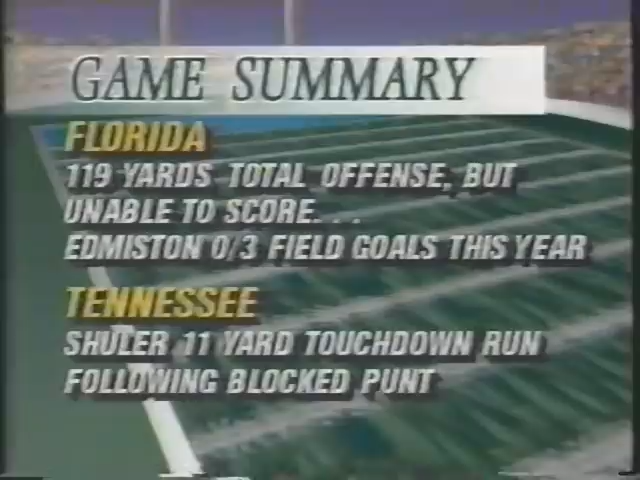 GAME SUMMARY
FLORIDA
119 YARDS TOTAL OFFENSE, BUT
UNABLE TO SCORE...
EDMISTON 0/3 FIELD GOALS THIS YEAR
TENNESSEE
SHULER 11 YARD TOUCHDOWN RUN
FOLLOWING BLOCKED PUNT